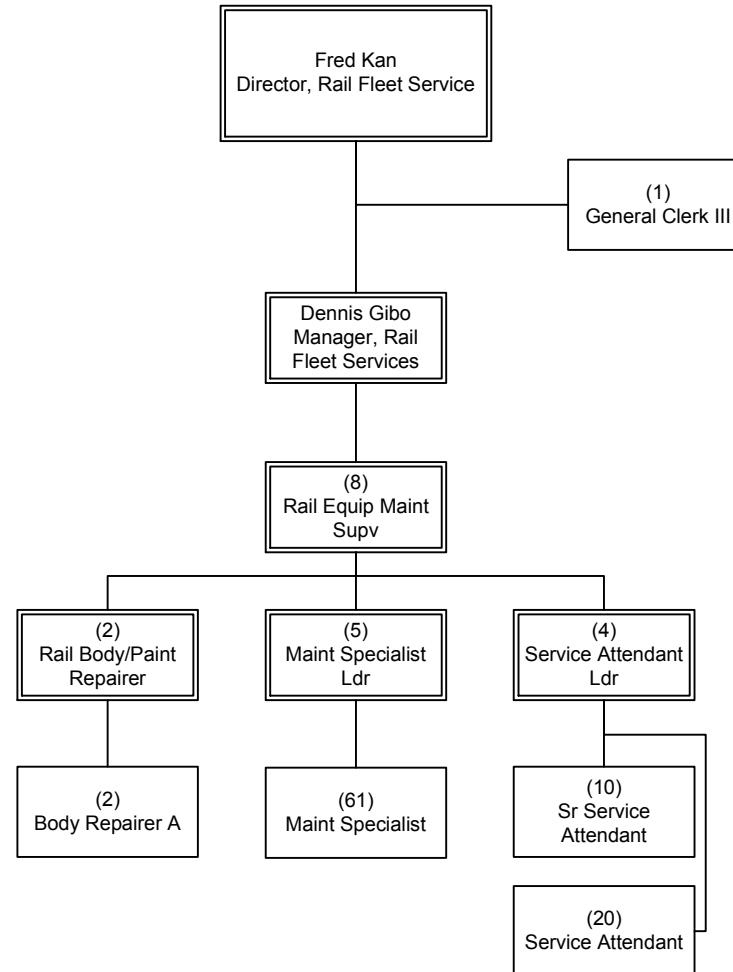 Fred Kan
Director, Rail Fleet Service
(1)
General Clerk III
Dennis Gibo
Manager, Rail
Fleet Services
(8)
Rail Equip Maint
Supv
(2)
Rail Body/Paint
Repairer
(5)
Maint Specialist
Ldr
(4)
Service Attendant
Ldr
(2)
Body Repairer A
(61)
Maint Specialist
(10)
Sr Service
Attendant
(20)
Service Attendant